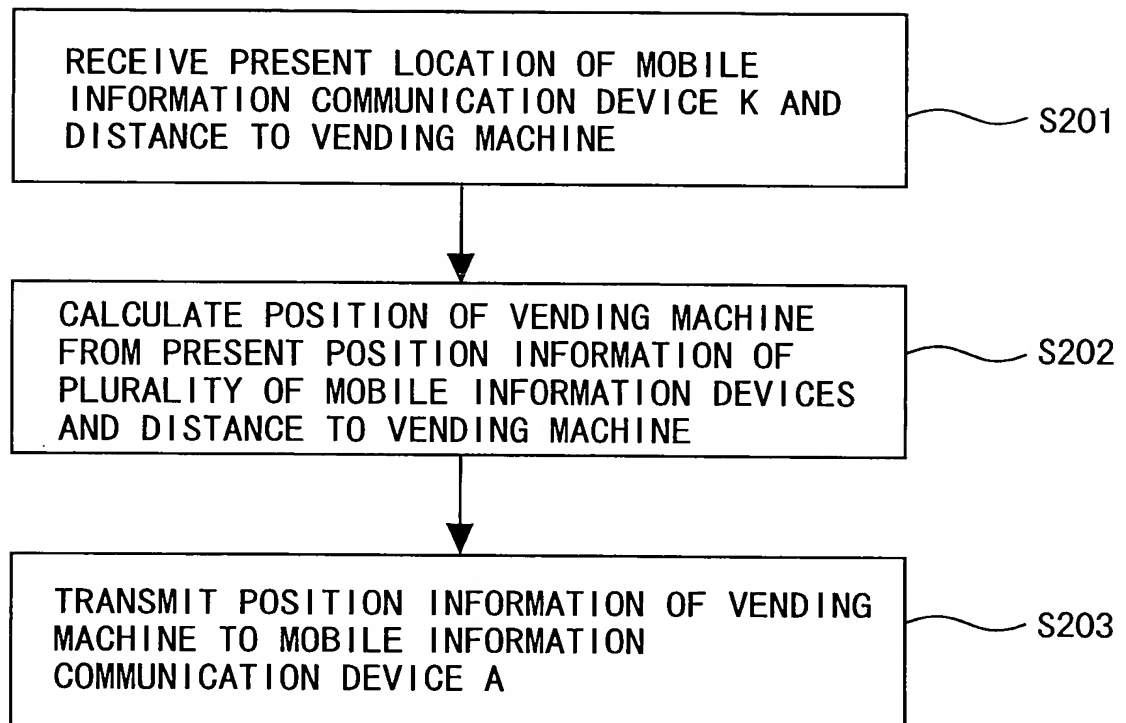 RECEIVE PRESENT LOCATION OF MOBILE
INFORMATION COMMUNICATION DEVICE K AND
DISTANCE TO VENDING MACHINE
S201
CALCULATE POSITION OF VENDING MACHINE
FROM PRESENT POSITION INFORMATION OF
PLURALITY OF MOBILE INFORMATION DEVICES
AND DISTANCE TO VENDING MACHINE
S202
TRANSMIT POSITION INFORMATION OF VENDING
MACHINE TO MOBILE INFORMATION
COMMUNICATION DEVICE A
S203